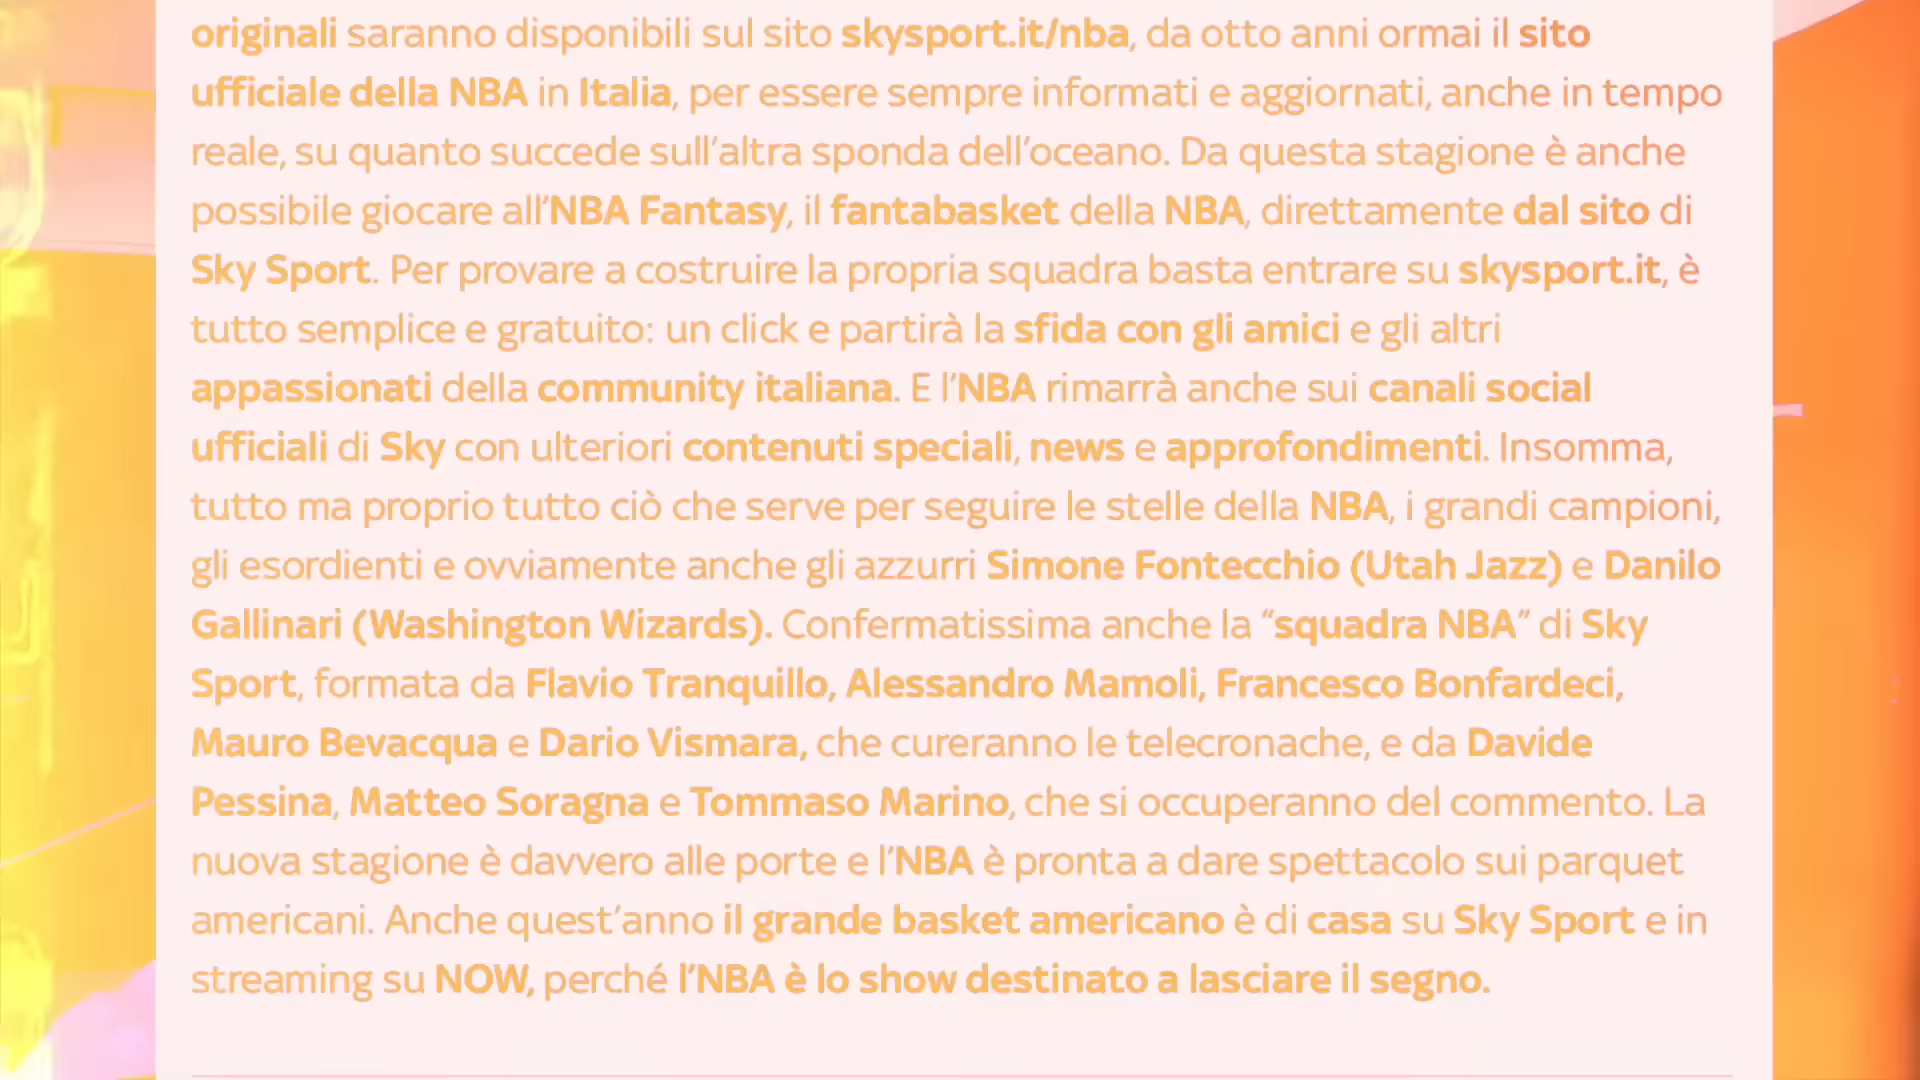 originali saranno disponibili sul sito skysport.it/nba, da otto anni ormai il sito
ufficiale della NBA in Italia, per essere sempre informati e aggiornati, anche in tempo
reale, su quanto succede sull’altra sponda dell’oceano. Da questa stagione è anche
possibile giocare all’NBA Fantasy, il fantabasket della NBA, direttamente dal sito di
Sky Sport. Per provare a costruire la propria squadra basta entrare su skysport.it, è
tutto semplice e gratuito: un click e partirà la sfida con gli amici e gli altri
appassionati della community italiana. E l’NBA rimarrà anche sui canali social
ufficiali di Sky con ulteriori contenuti speciali, news e approfondimenti. Insomma,
tutto ma proprio tutto ciò che serve per seguire le stelle della NBA, i grandi campioni,
gli esordienti e ovviamente anche gli azzurri Simone Fontecchio (Utah Jazz) e Danilo
Gallinari (Washington Wizards). Confermatissima anche la “squadra NBA” di Sky
Sport, formata da Flavio Tranquillo, Alessandro Mamoli, Francesco Bonfardeci,
Mauro Bevacqua e Dario Vismara, che cureranno le telecronache, e da Davide
Pessina, Matteo Soragna e Tommaso Marino, che si occuperanno del commento. La
nuova stagione è davvero alle porte e l’NBA è pronta a dare spettacolo sui parquet
americani. Anche quest’anno il grande basket americano è di casa su Sky Sport e in
streaming su NOW, perché l’NBA è lo show destinato a lasciare il segno.